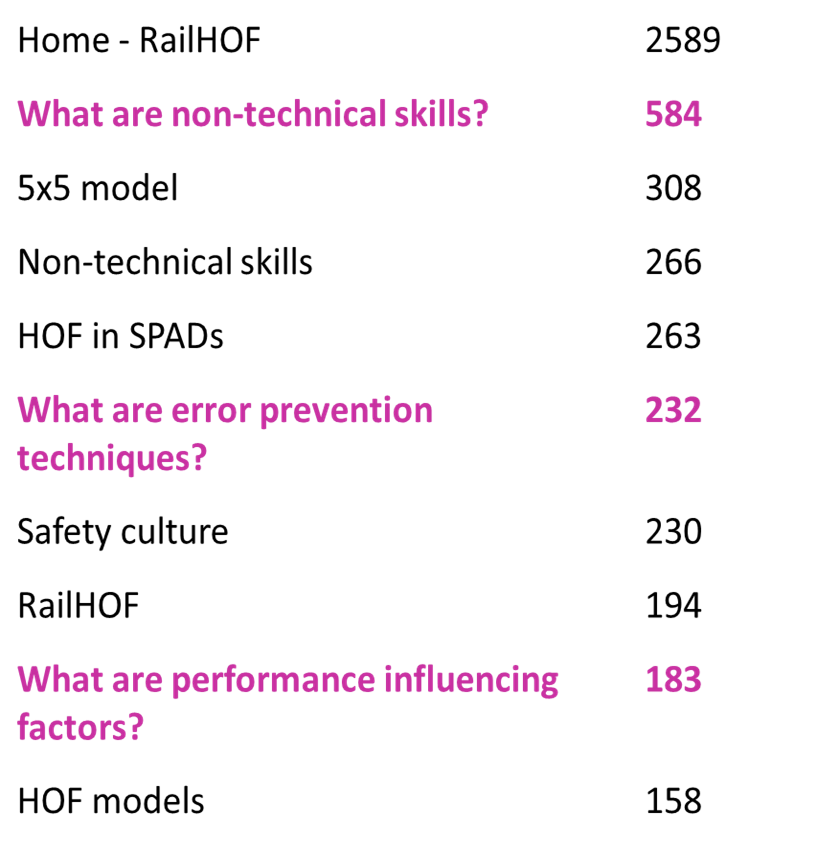 Home - RailHOF 2589
What are non-technical skills? 584
5x5 model 308
Non-technical skills 266
HOF in SPADs 263
What are error prevention 232
techniques?
Safety culture 230
RailHOF 194
What are performance influencing 183
factors?
HOF models 158